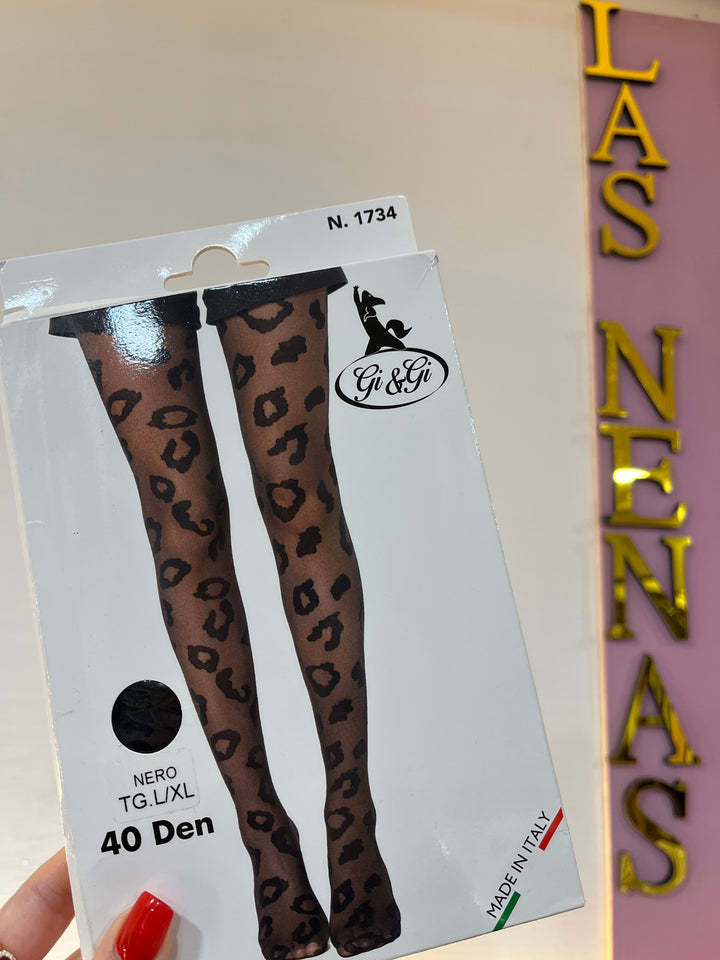 N. 1734
Gi & Gi
NERO
TG.L/XL
40 Den
MADE IN ITALY
LAS NENAS